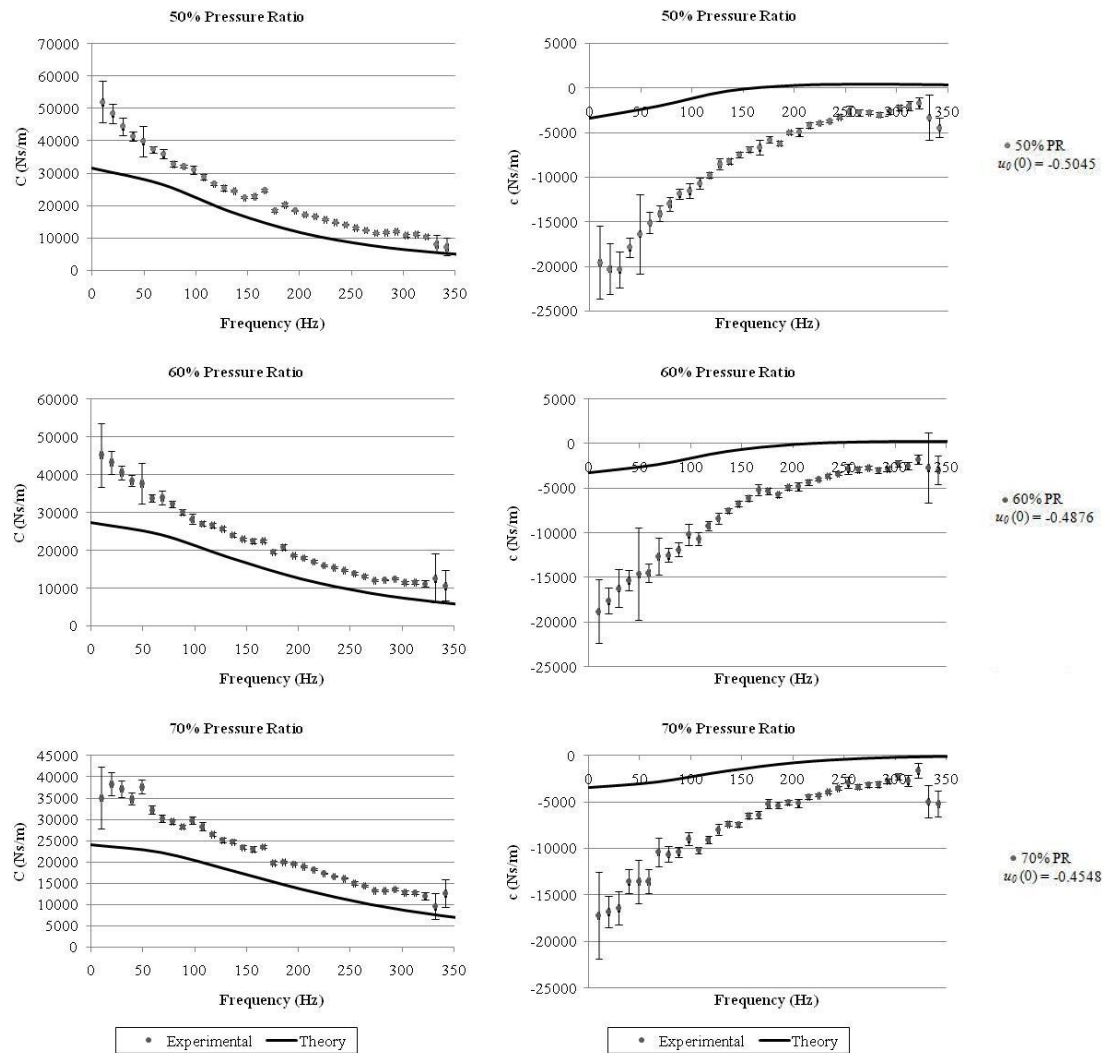 50% Pressure Ratio
C (Ns/m)
70000
60000
50000
40000
30000
20000
10000
0
0 50 100 150 200 250 300 350
Frequency (Hz)
50% Pressure Ratio
c (Ns/m)
5000
0
-5000
-10000
-15000
-20000
-25000
0 50 100 150 200 250 300 350
Frequency (Hz)
50% PR
u₀(0) = -0.5045
60% Pressure Ratio
C (Ns/m)
60000
50000
40000
30000
20000
10000
0
0 50 100 150 200 250 300 350
Frequency (Hz)
60% Pressure Ratio
c (Ns/m)
5000
0
-5000
-10000
-15000
-20000
-25000
0 50 100 150 200 250 300 350
Frequency (Hz)
60% PR
u₀(0) = -0.4876
70% Pressure Ratio
C (Ns/m)
45000
40000
35000
30000
25000
20000
15000
10000
5000
0
0 50 100 150 200 250 300 350
Frequency (Hz)
70% Pressure Ratio
c (Ns/m)
0
-5000
-10000
-15000
-20000
-25000
0 50 100 150 200 250 300 350
Frequency (Hz)
70% PR
u₀(0) = -0.4548
Experimental Theory
Experimental Theory